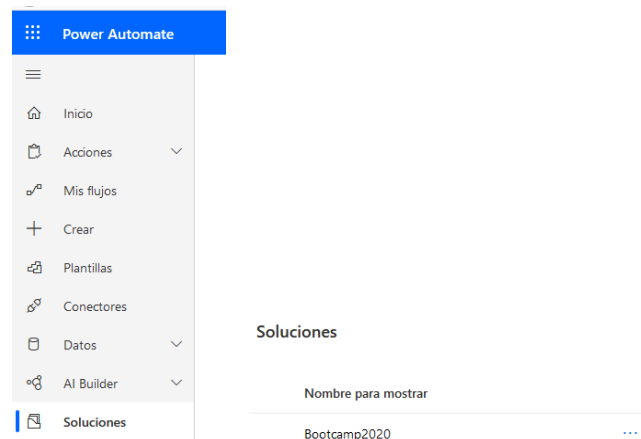 Power Automate
Inicio
Acciones
Mis flujos
Crear
Plantillas
Conectores
Datos
AI Builder
Soluciones
Soluciones
Nombre para mostrar
Bootcamp2020